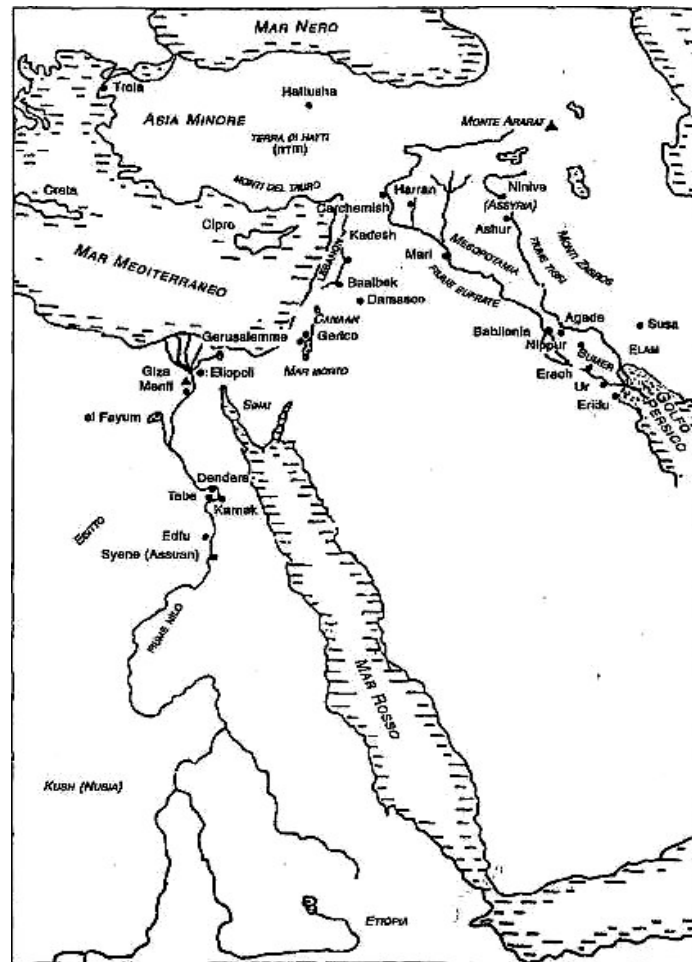 MAR NERO
Troia
Hattusha
ASIA MINORE
MONTE ARARAT
TERRA DI HATTI
(ITTITI)
MONTI DEL TAURO
Harran
Ninive
Creta
Carchemish
(ASSYRIA)
Cipro
Ashur
Kadesh
MAR MEDITERRANEO
LEBANON
Mari
MESOPOTAMIA
FIUME TIGRI
MONTI ZAGROS
Baalbek
FIUME EUFRATE
Damasco
CANAAN
Agade
Susa
Gerusalemme
Gerico
Babilonia
Nippur
ELAM
SUMER
Giza
Eliopoli
MAR MORTO
Erech
Menfi
Ur
GOLFO
PERSICO
Eridu
el Fayum
SINAI
Dendera
Tebe
Karnak
EGITTO
Edfu
Syene (Assuan)
FIUME NILO
MAR ROSSO
KUSH (NUBIA)
ETIOPIA